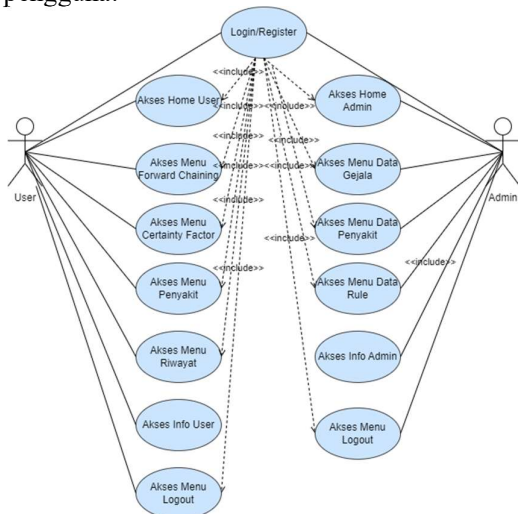 pengguna.
Login/Register
<<include>>
Akses Home User
<<include>>
<<include>>
Akses Home
Admin
<<include>>
<<include>>
User
Admin
Akses Menu
Forward Chaining
<<include>>
<<include>>
Akses Menu Data
Gejala
<<include>>
Akses Menu
Certainty Factor
Akses Menu Data
Penyakit
<<include>>
<<include>>
<<include>>
Akses Menu
Penyakit
Akses Menu Data
Rule
Akses Menu
Riwayat
Akses Info Admin
Akses Info User
Akses Menu
Logout
Akses Menu
Logout